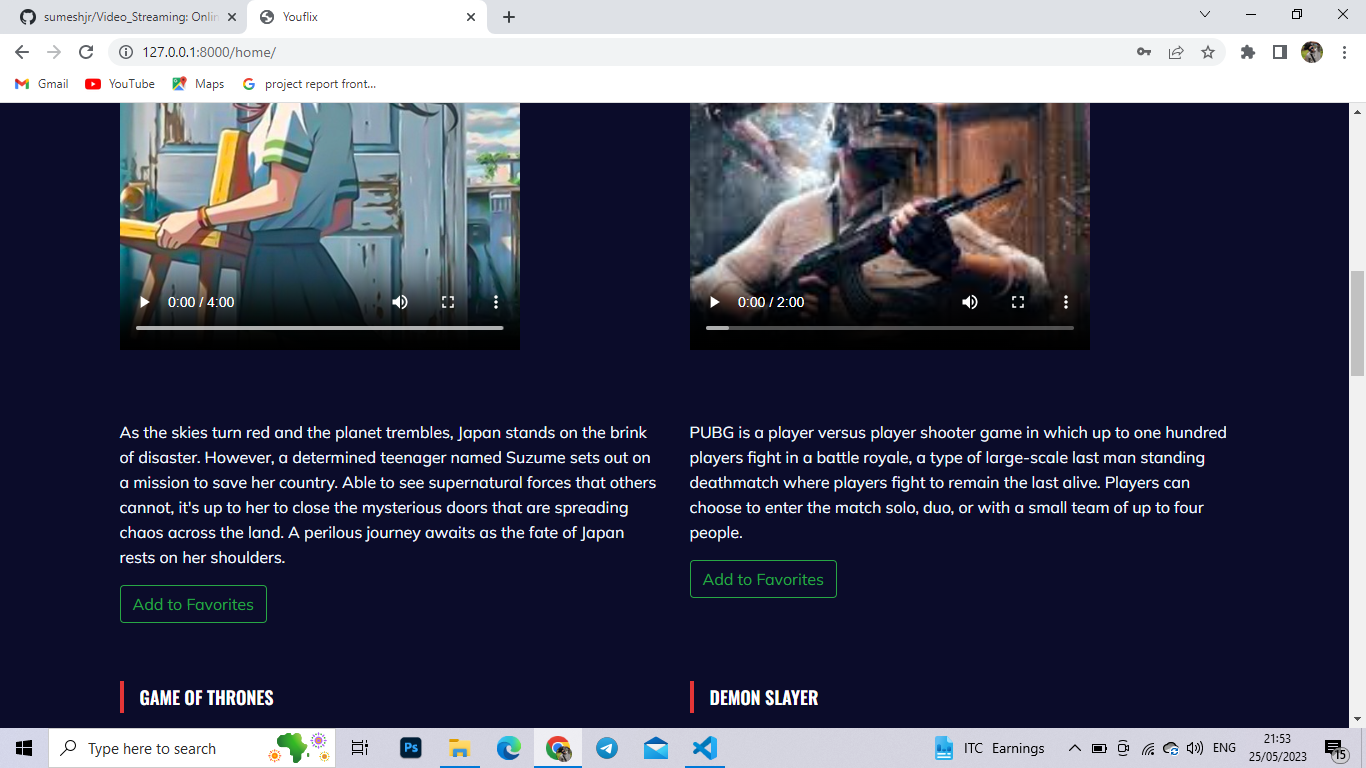 sumeshjr/Video_Streaming: Onlin
Youflix
127.0.0.1:8000/home/
Gmail
YouTube
Maps
project report front...
0:00 / 4:00
0:00 / 2:00
As the skies turn red and the planet trembles, Japan stands on the brink
of disaster. However, a determined teenager named Suzume sets out on
a mission to save her country. Able to see supernatural forces that others
cannot, it's up to her to close the mysterious doors that are spreading
chaos across the land. A perilous journey awaits as the fate of Japan
rests on her shoulders.
Add to Favorites
PUBG is a player versus player shooter game in which up to one hundred
players fight in a battle royale, a type of large-scale last man standing
deathmatch where players fight to remain the last alive. Players can
choose to enter the match solo, duo, or with a small team of up to four
people.
Add to Favorites
GAME OF THRONES
DEMON SLAYER
Type here to search
Ps
ITC Earnings
ENG
21:53
25/05/2023
15